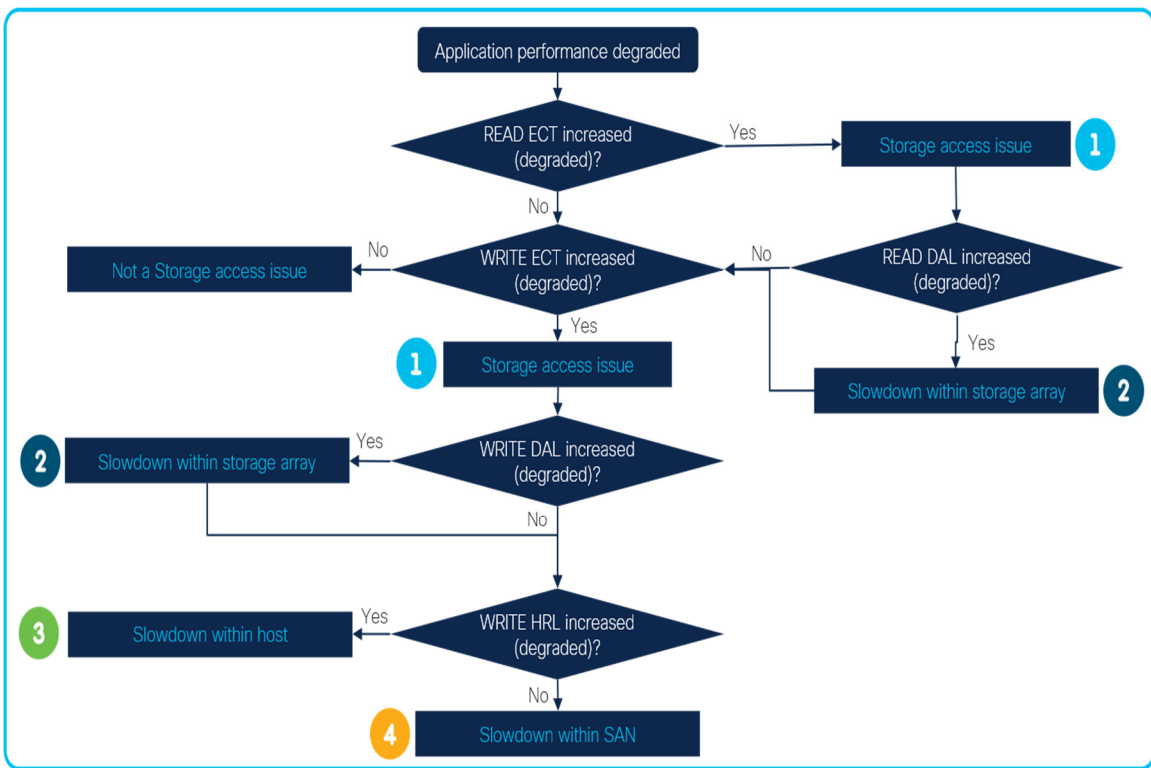 Application performance degraded
READ ECT increased
(degraded)?
Yes
Storage access issue
1
No
WRITE ECT increased
(degraded)?
No
Not a Storage access issue
No
READ DAL increased
(degraded)?
Yes
Slowdown within storage array
2
Yes
1
Storage access issue
WRITE DAL increased
(degraded)?
Yes
2
Slowdown within storage array
No
WRITE HRL increased
(degraded)?
Yes
3
Slowdown within host
No
4
Slowdown within SAN